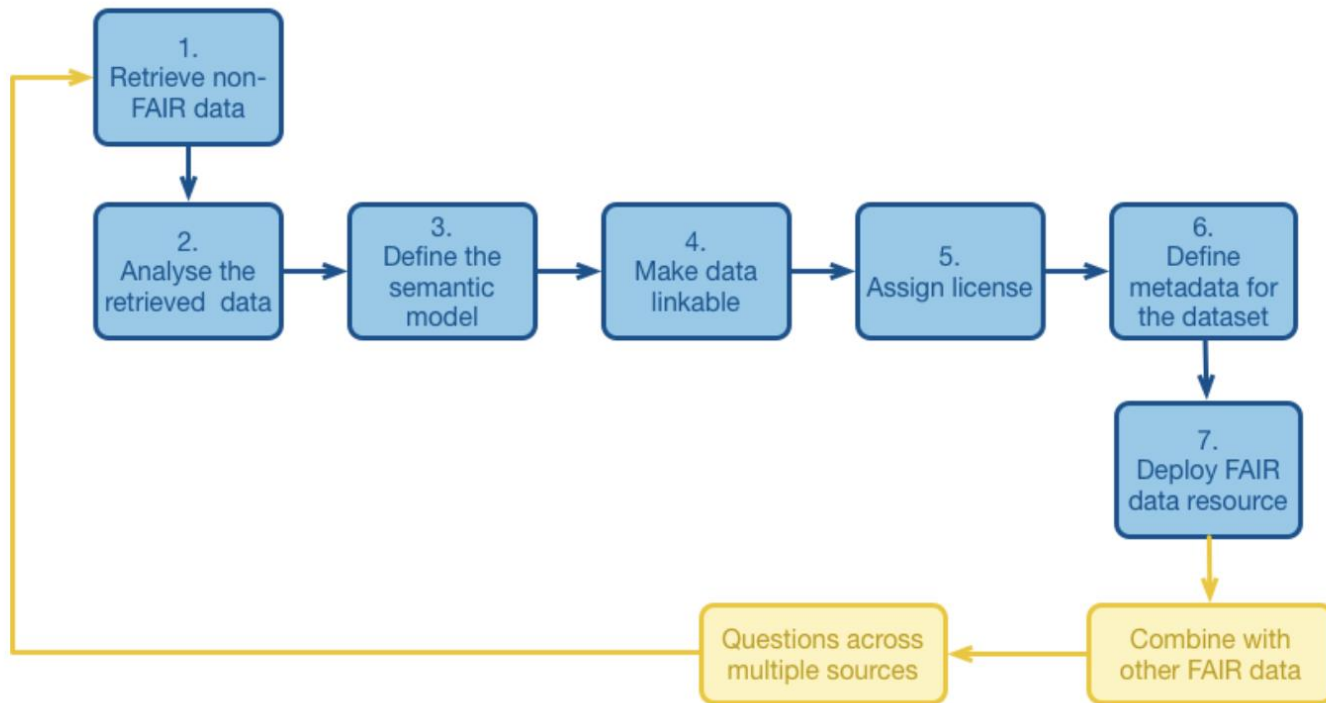 1.
Retrieve non-
FAIR data
2.
Analyse the
retrieved data
3.
Define the
semantic
model
4.
Make data
linkable
5.
Assign license
6.
Define
metadata for
the dataset
7.
Deploy FAIR
data resource
Combine with
other FAIR data
Questions across
multiple sources